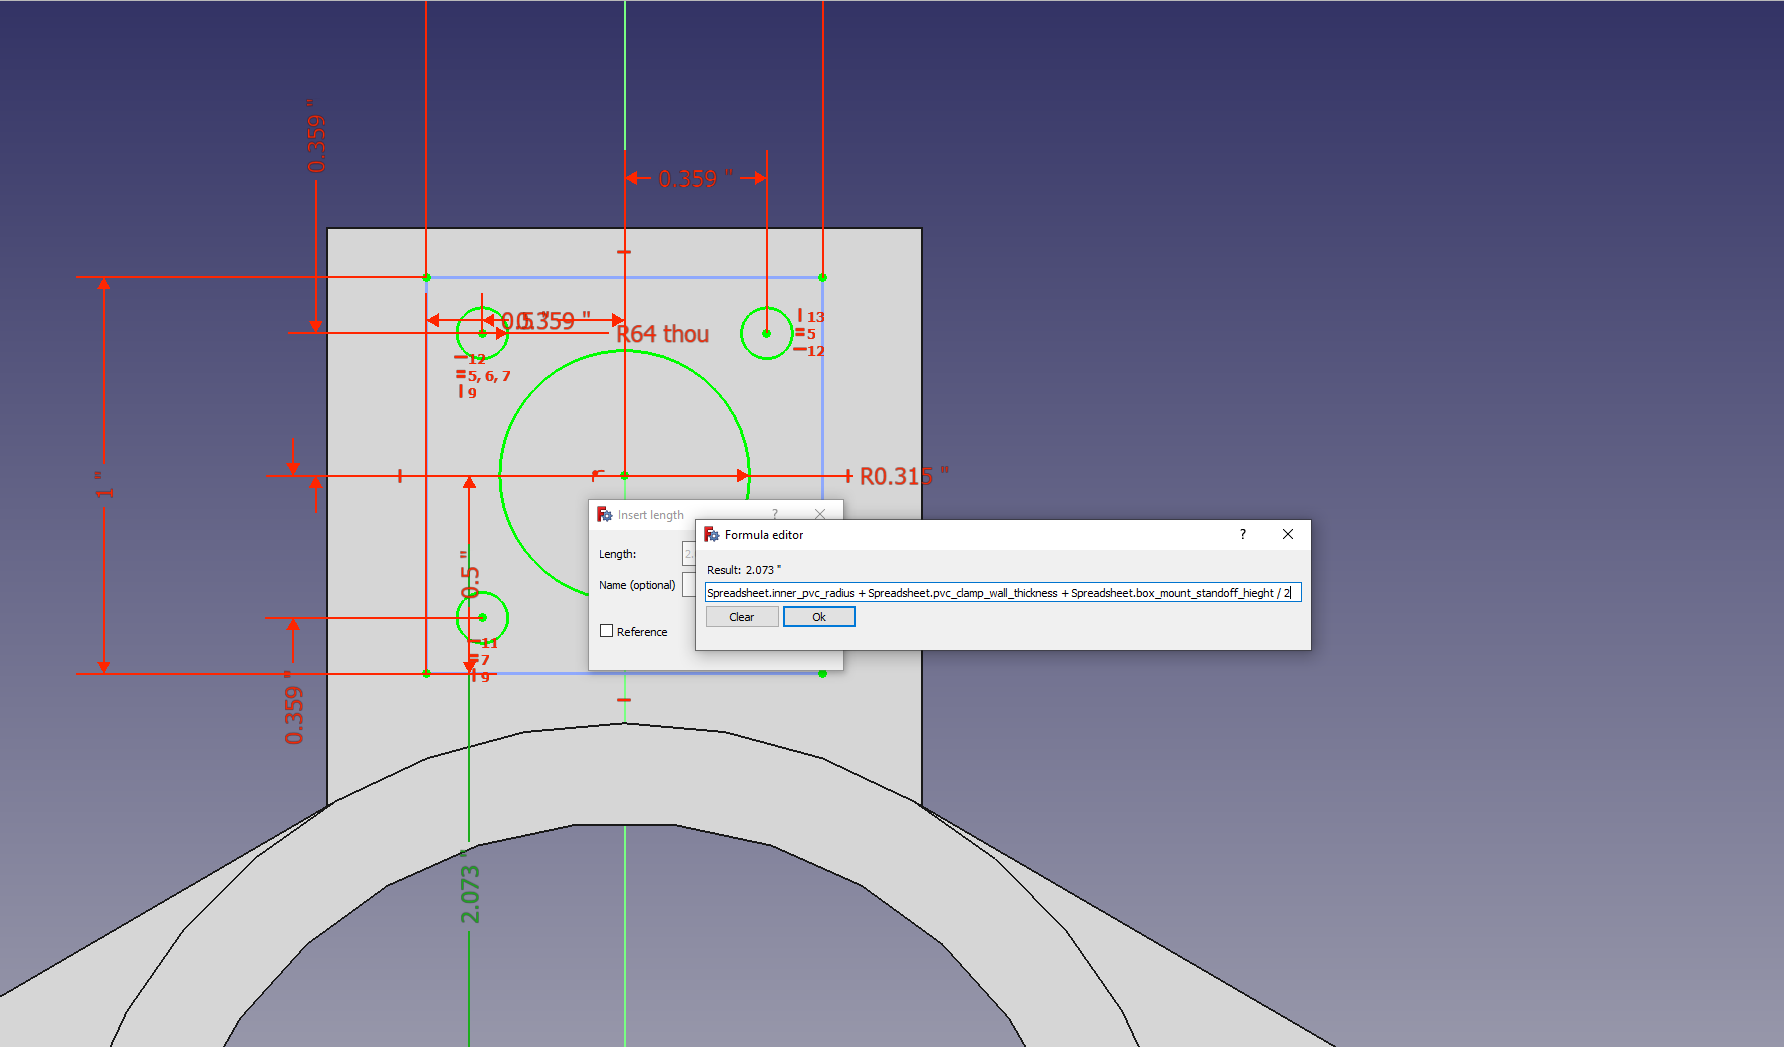 0.359 "
0.359 "
0.5 "
0.359 "
R64 thou
13
=5
12
12
=5, 6, 7
9
1 "
R0.315 "
Insert length
?
Formula editor
?
Length:
2.
Result: 2.073 "
Name (optional)
Spreadsheet.inner_pvc_radius + Spreadsheet.pvc_clamp_wall_thickness + Spreadsheet.box_mount_standoff_hieght / 2
Clear
Ok
Reference
0.5 "
11
=7
9
0.359 "
2.073 "